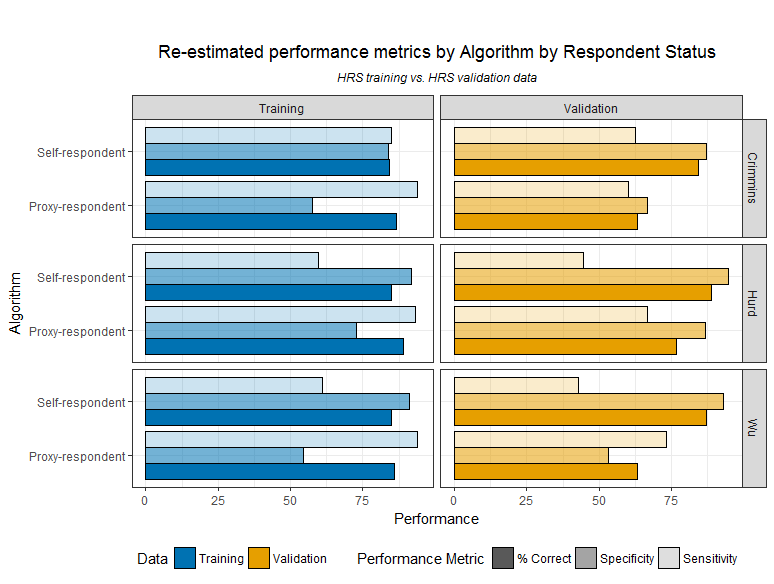 Re-estimated performance metrics by Algorithm by Respondent Status
HRS training vs. HRS validation data
Training
Validation
Algorithm
Self-respondent
Proxy-respondent
Crimmins
Self-respondent
Proxy-respondent
Hurd
Self-respondent
Proxy-respondent
Wu
0 25 50 75 0 25 50 75
Performance
Data Training Validation Performance Metric % Correct Specificity Sensitivity